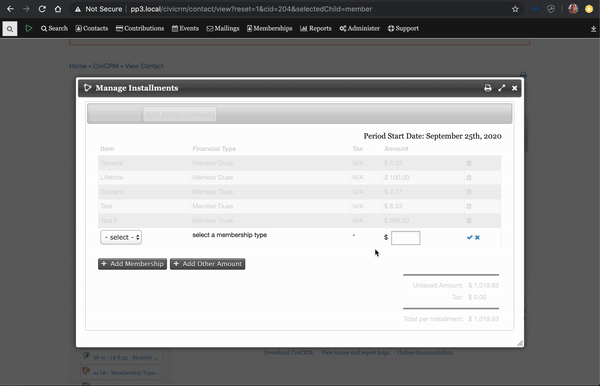 Not Secure | pp3.local/civicrm/contact/view?reset=1&cid=204&selectedChild=member
Search Contacts Contributions Events Mailings Memberships Reports Administer Support
Home » CiviCRM » View Contact
Manage Installments
Period Start Date: September 25th, 2020
Item Financial Type Tax Amount
General Member Dues N/A $ 8.33
Lifetime Member Dues N/A $ 100.00
Student Member Dues N/A $ 4.17
Test Member Dues N/A $ 8.33
Test 2 Member Dues N/A
- select - select a membership type - $
+ Add Membership + Add Other Amount
Untaxed Amount: $ 1,019.83
Tax: $ 0.00
Total per Installment: $ 1,019.83
Download CiviCRM. View issues and report bugs. Online documentation.